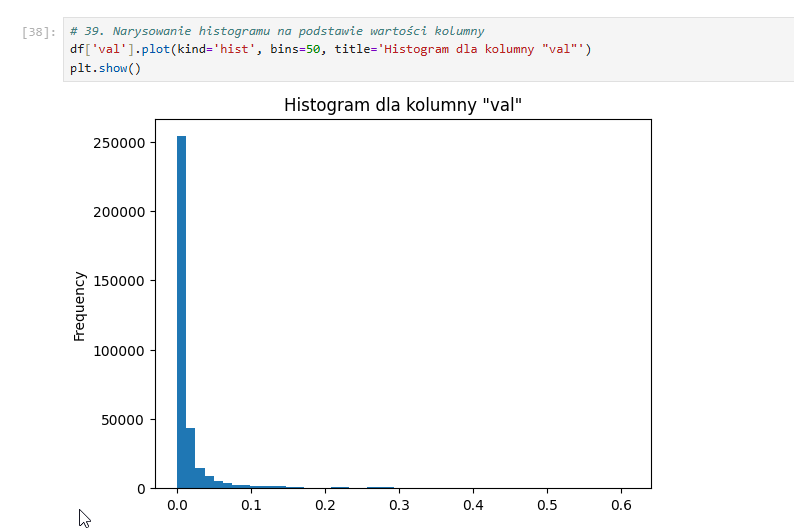 [38]: # 39. Narysowanie histogramu na podstawie wartości kolumny
df['val'].plot(kind='hist', bins=50, title='Histogram dla kolumny "val"')
plt.show()
Histogram dla kolumny "val"
250000
200000
150000
100000
50000
0
Frequency
0.0 0.1 0.2 0.3 0.4 0.5 0.6